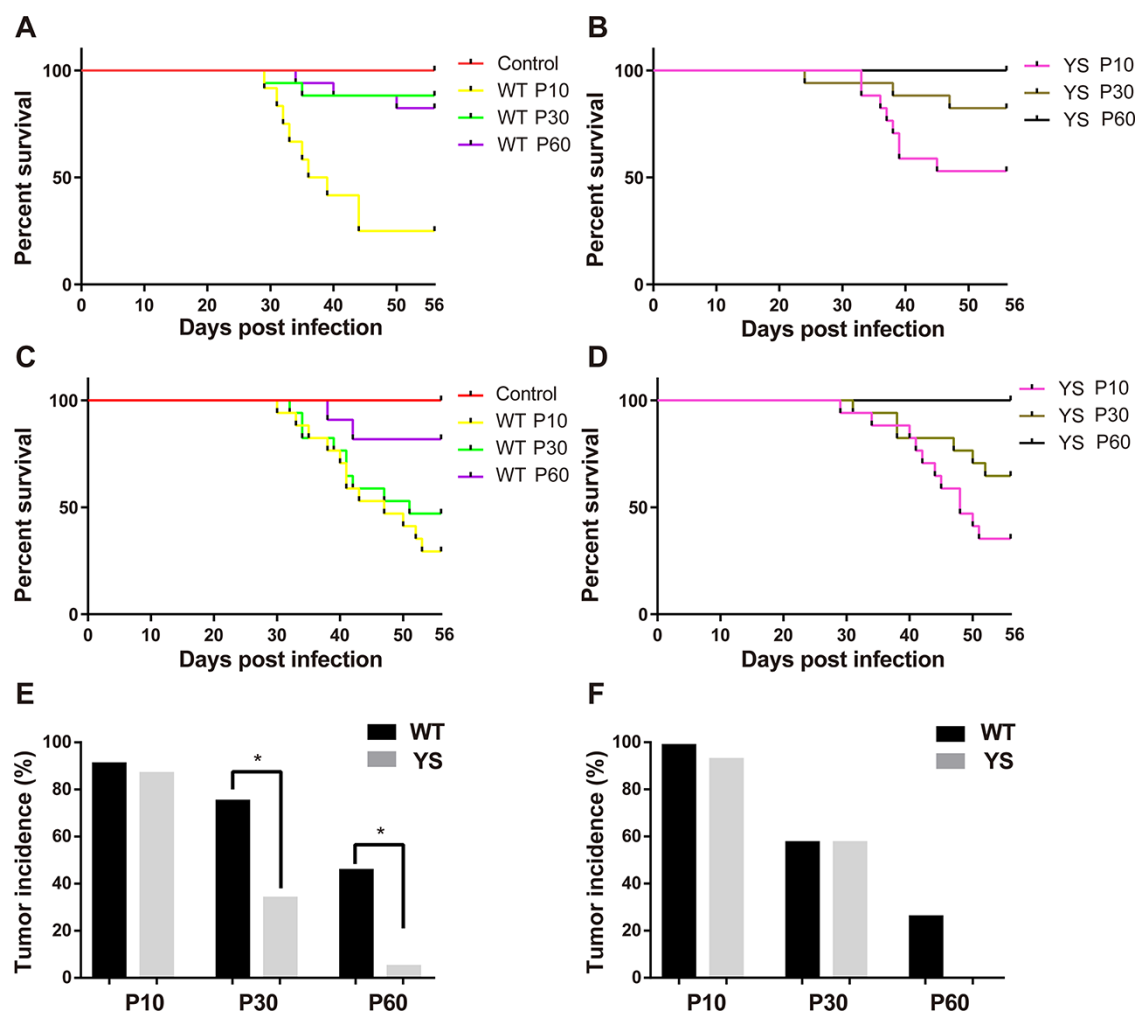 A
Percent survival
100
50
0
0 10 20 30 40 50 56
Days post infection
Control
WT P10
WT P30
WT P60
B
Percent survival
100
50
0
0 10 20 30 40 50 56
Days post infection
YS P10
YS P30
YS P60
C
Percent survival
100
50
0
0 10 20 30 40 50 56
Days post infection
Control
WT P10
WT P30
WT P60
D
Percent survival
100
50
0
0 10 20 30 40 50 56
Days post infection
YS P10
YS P30
YS P60
E
Tumor incidence (%)
100
80
60
40
20
0
P10 P30 P60
*
*
WT
YS
F
Tumor incidence (%)
100
80
60
40
20
0
P10 P30 P60
WT
YS